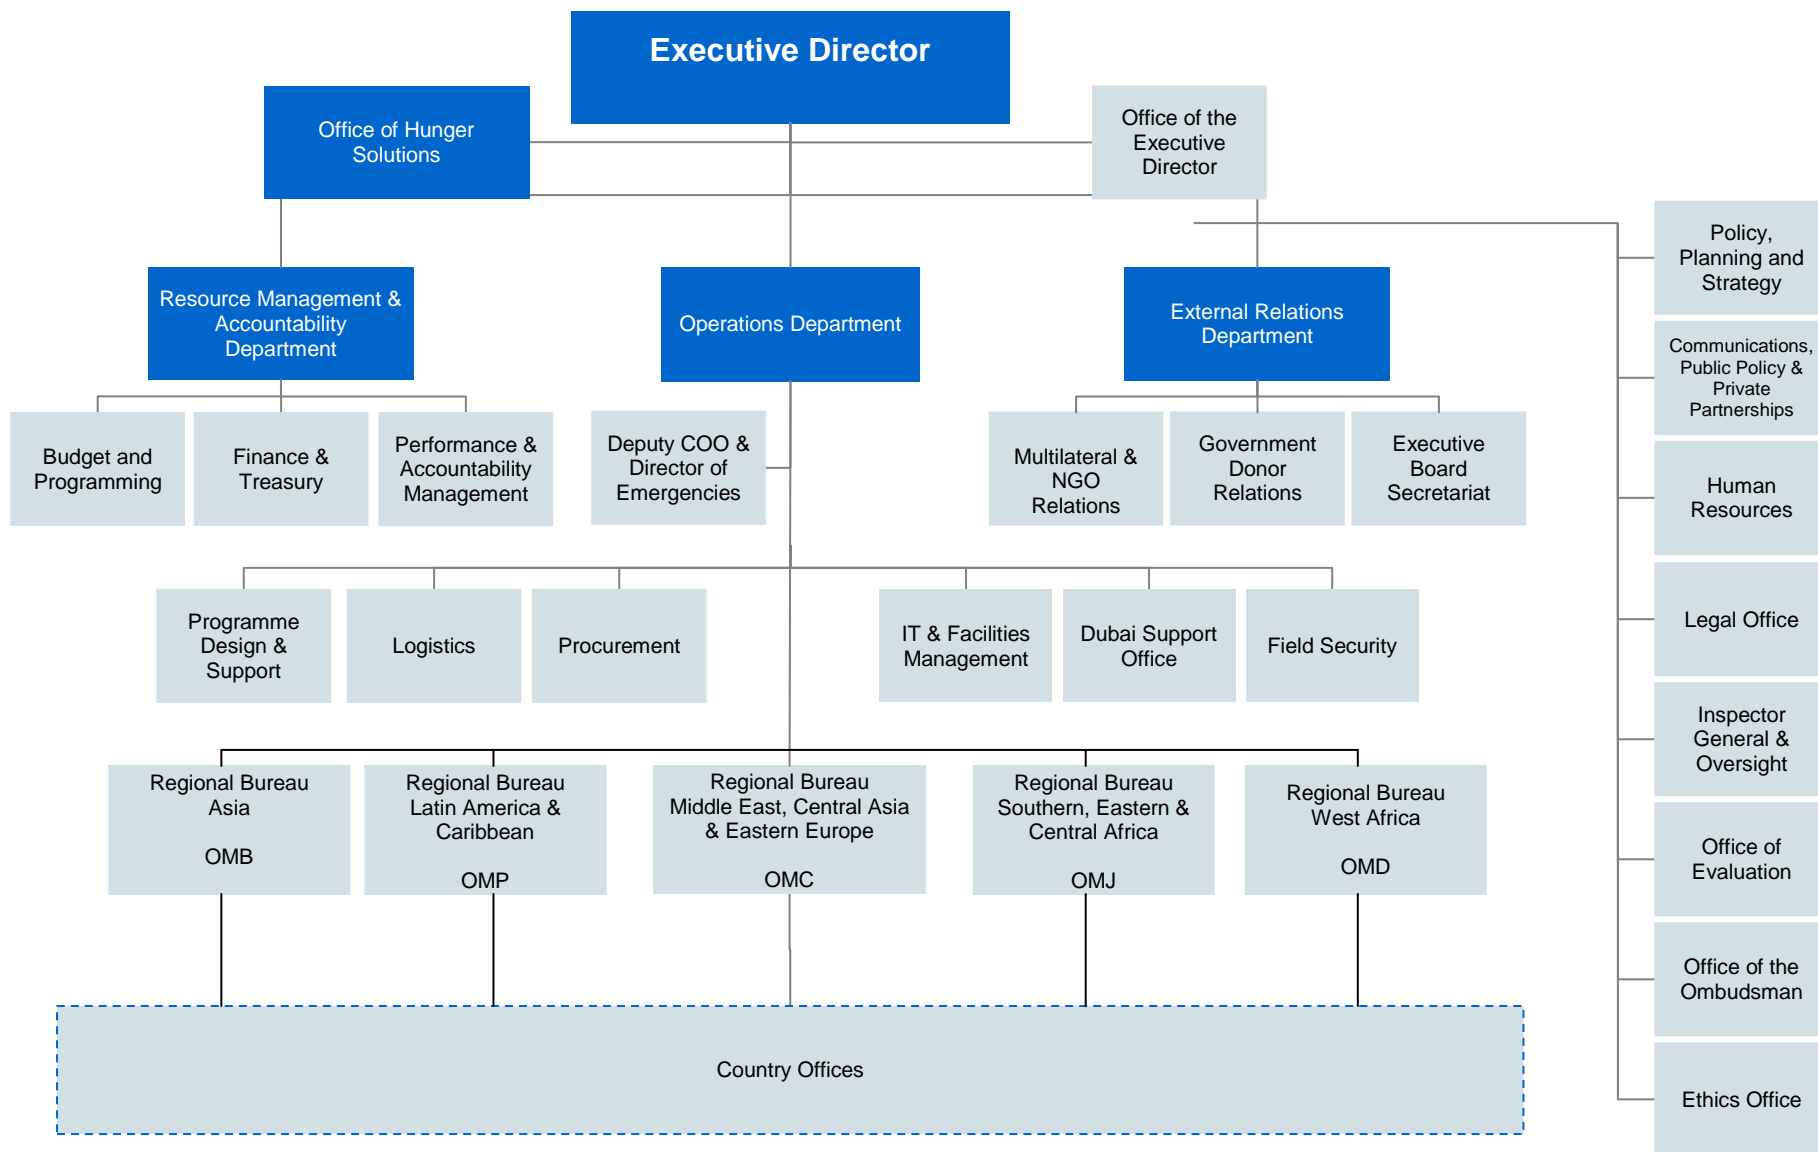 Executive Director
Office of Hunger
Solutions
Office of the
Executive
Director
Resource Management &
Accountability
Department
Operations Department
External Relations
Department
Budget and
Programming
Finance &
Treasury
Performance &
Accountability
Management
Deputy COO &
Director of
Emergencies
Multilateral &
NGO
Relations
Government
Donor
Relations
Executive
Board
Secretariat
Programme
Design &
Support
Logistics
Procurement
IT & Facilities
Management
Dubai Support
Office
Field Security
Regional Bureau
Asia
OMB
Regional Bureau
Latin America &
Caribbean
OMP
Regional Bureau
Middle East, Central Asia
& Eastern Europe
OMC
Regional Bureau
Southern, Eastern &
Central Africa
OMJ
Regional Bureau
West Africa
OMD
Country Offices
Policy,
Planning and
Strategy
Communications,
Public Policy &
Private
Partnerships
Human
Resources
Legal Office
Inspector
General &
Oversight
Office of
Evaluation
Office of the
Ombudsman
Ethics Office